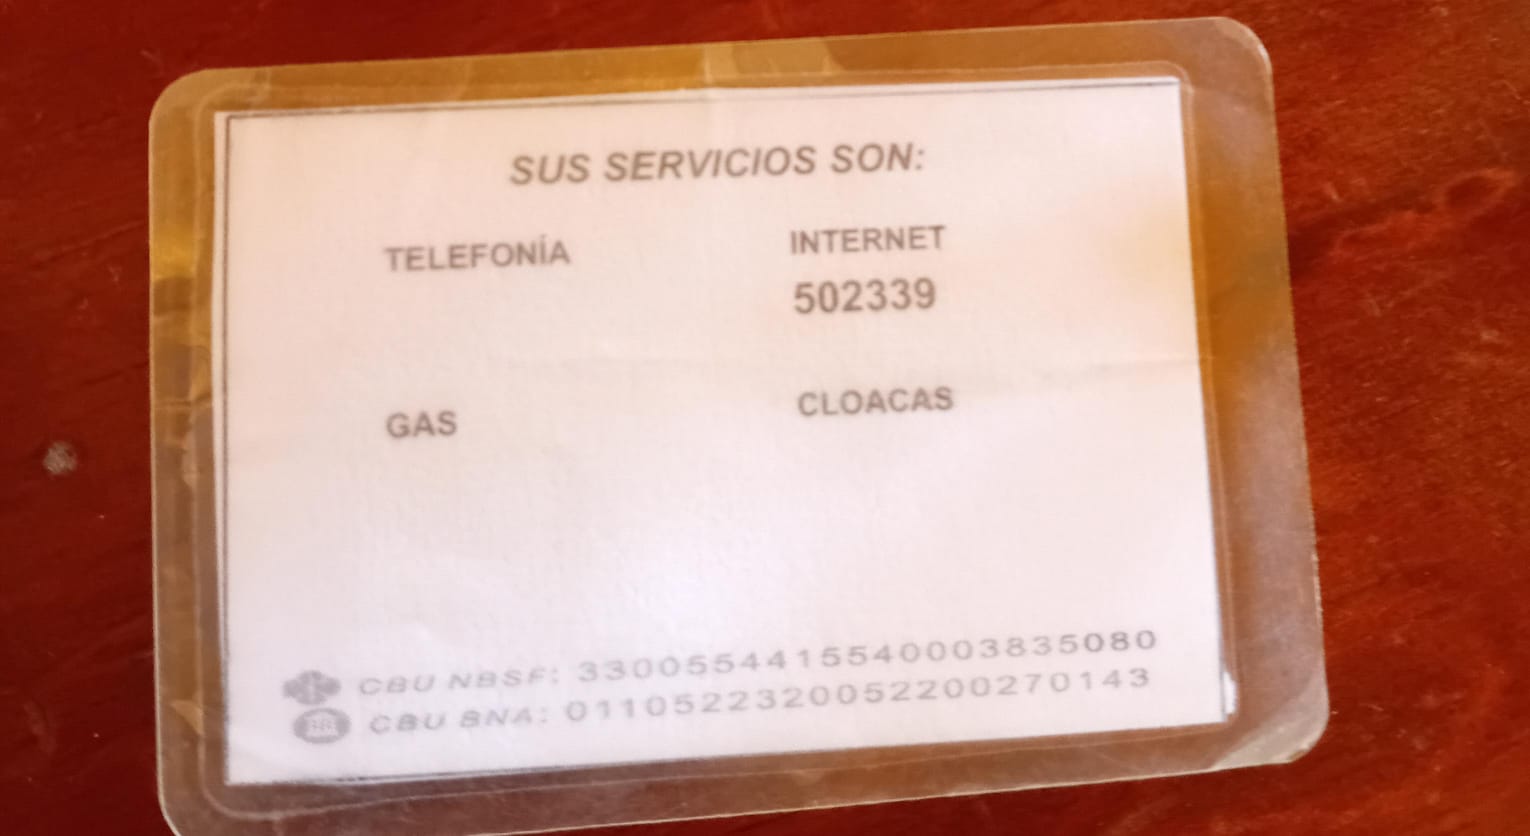 SUS SERVICIOS SON:
TELEFONÍA INTERNET
502339
GAS CLOACAS
CBU NBSF: 3300554415540003835080
CBU BNA: 0110522320052200270143